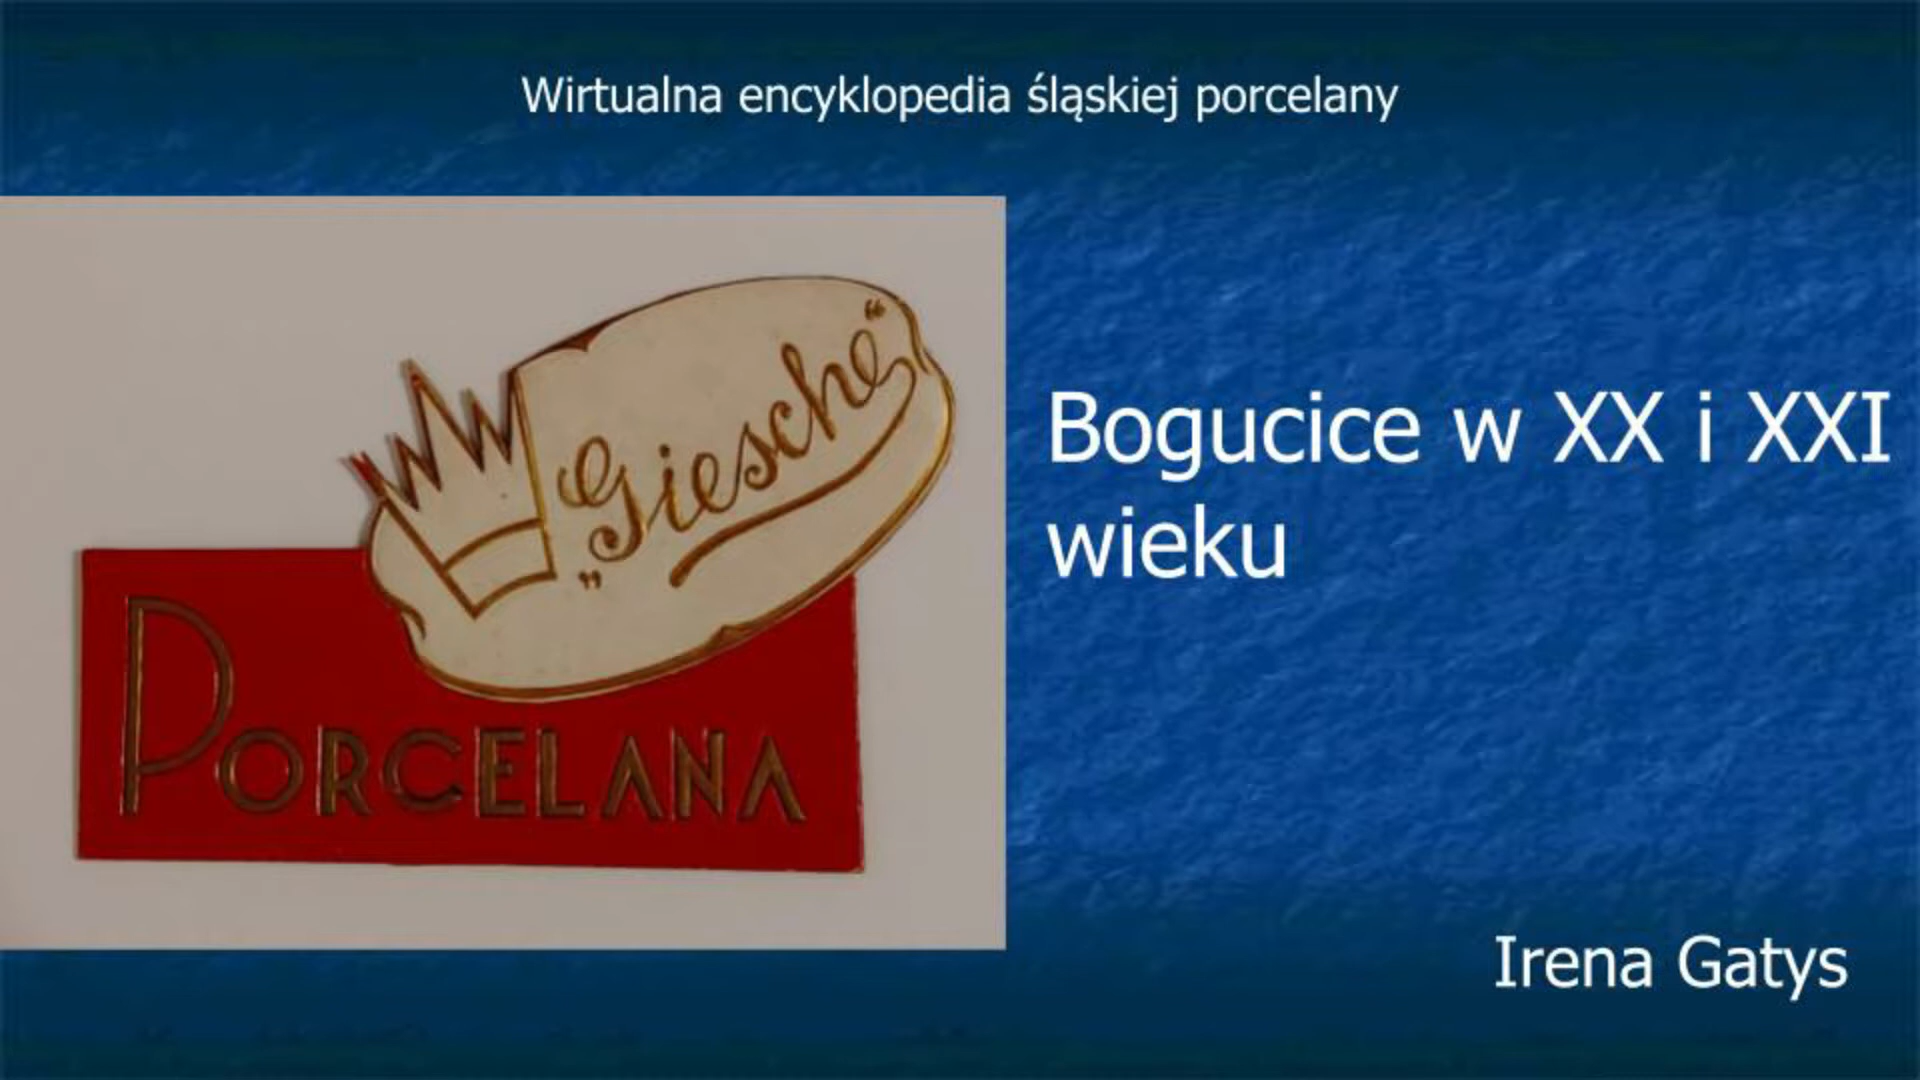 Wirtualna encyklopedia śląskiej porcelany
„Giesche“
PORCELANA
Bogucice w XX i XXI
wieku
Irena Gatys